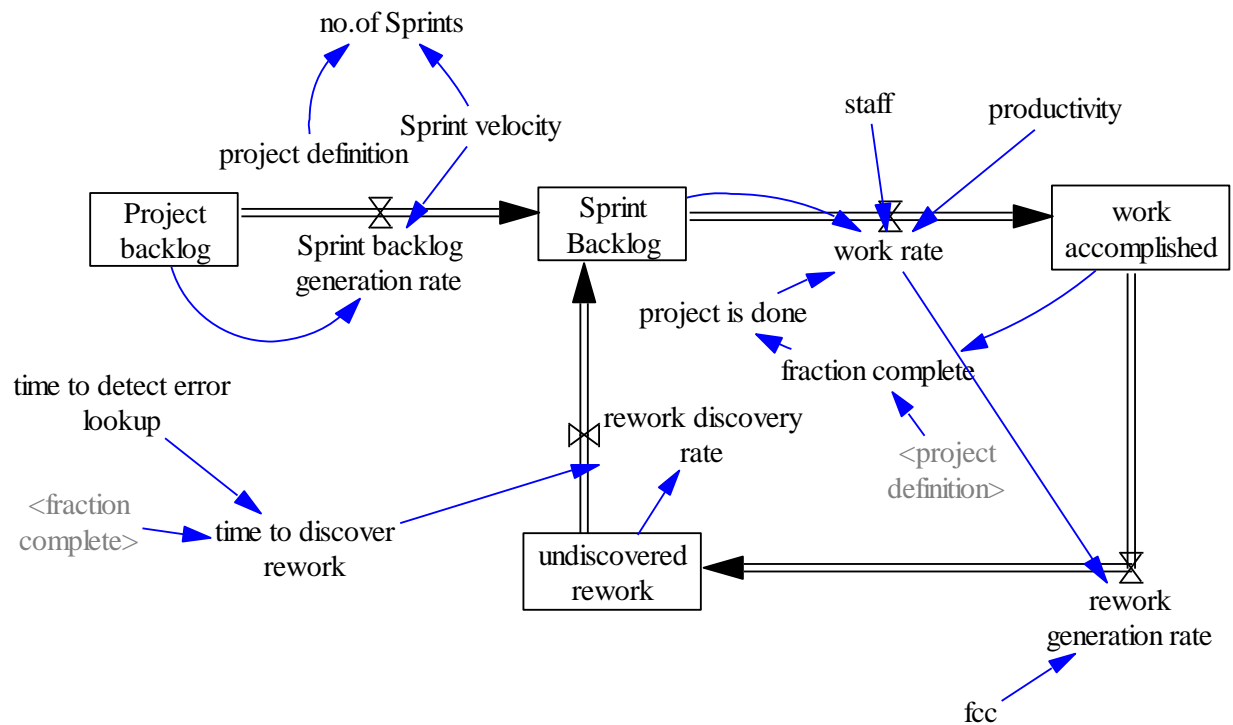 no.of Sprints
project definition
Sprint velocity
staff
productivity
Project
backlog
Sprint backlog
generation rate
Sprint
Backlog
work rate
work
accomplished
project is done
fraction complete
<project
definition>
time to detect error
lookup
<fraction
complete>
time to discover
rework
rework discovery
rate
undiscovered
rework
rework
generation rate
fcc